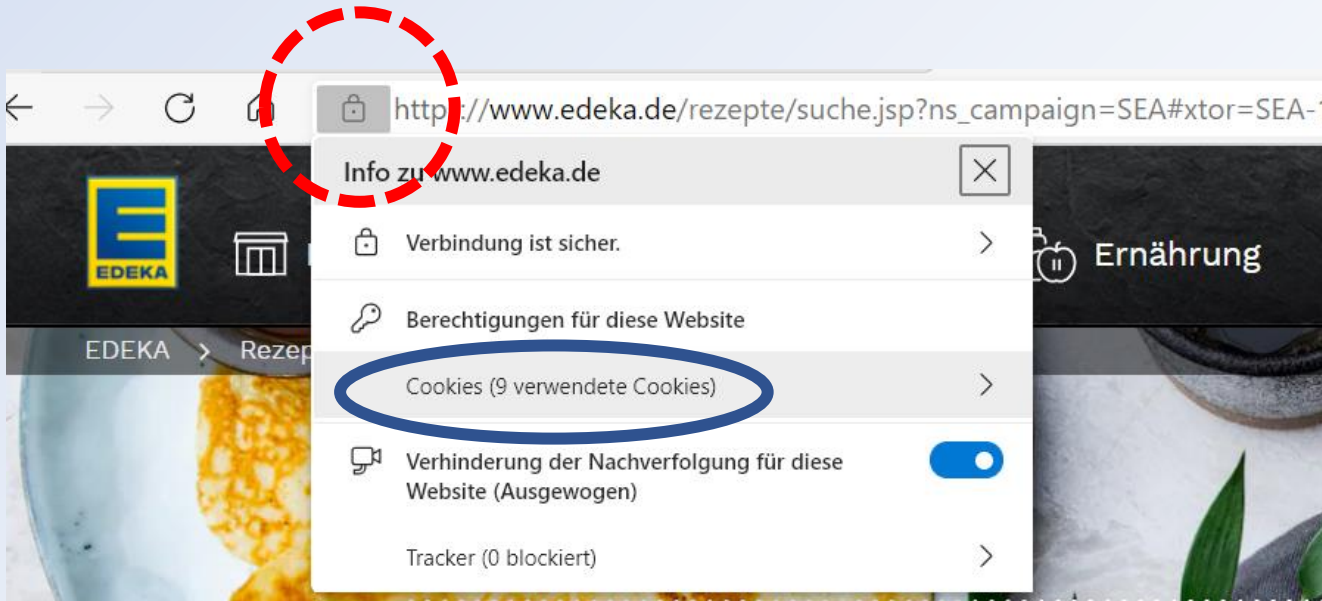 https://www.edeka.de/rezepte/suche.jsp?ns_campaign=SEA#xtor=SEA-
Info zu www.edeka.de
EDEKA
Verbindung ist sicher.
Ernährung
Berechtigungen für diese Website
EDEKA > Rezep
Cookies (9 verwendete Cookies)
Verhinderung der Nachverfolgung für diese
Website (Ausgewogen)
Tracker (0 blockiert)